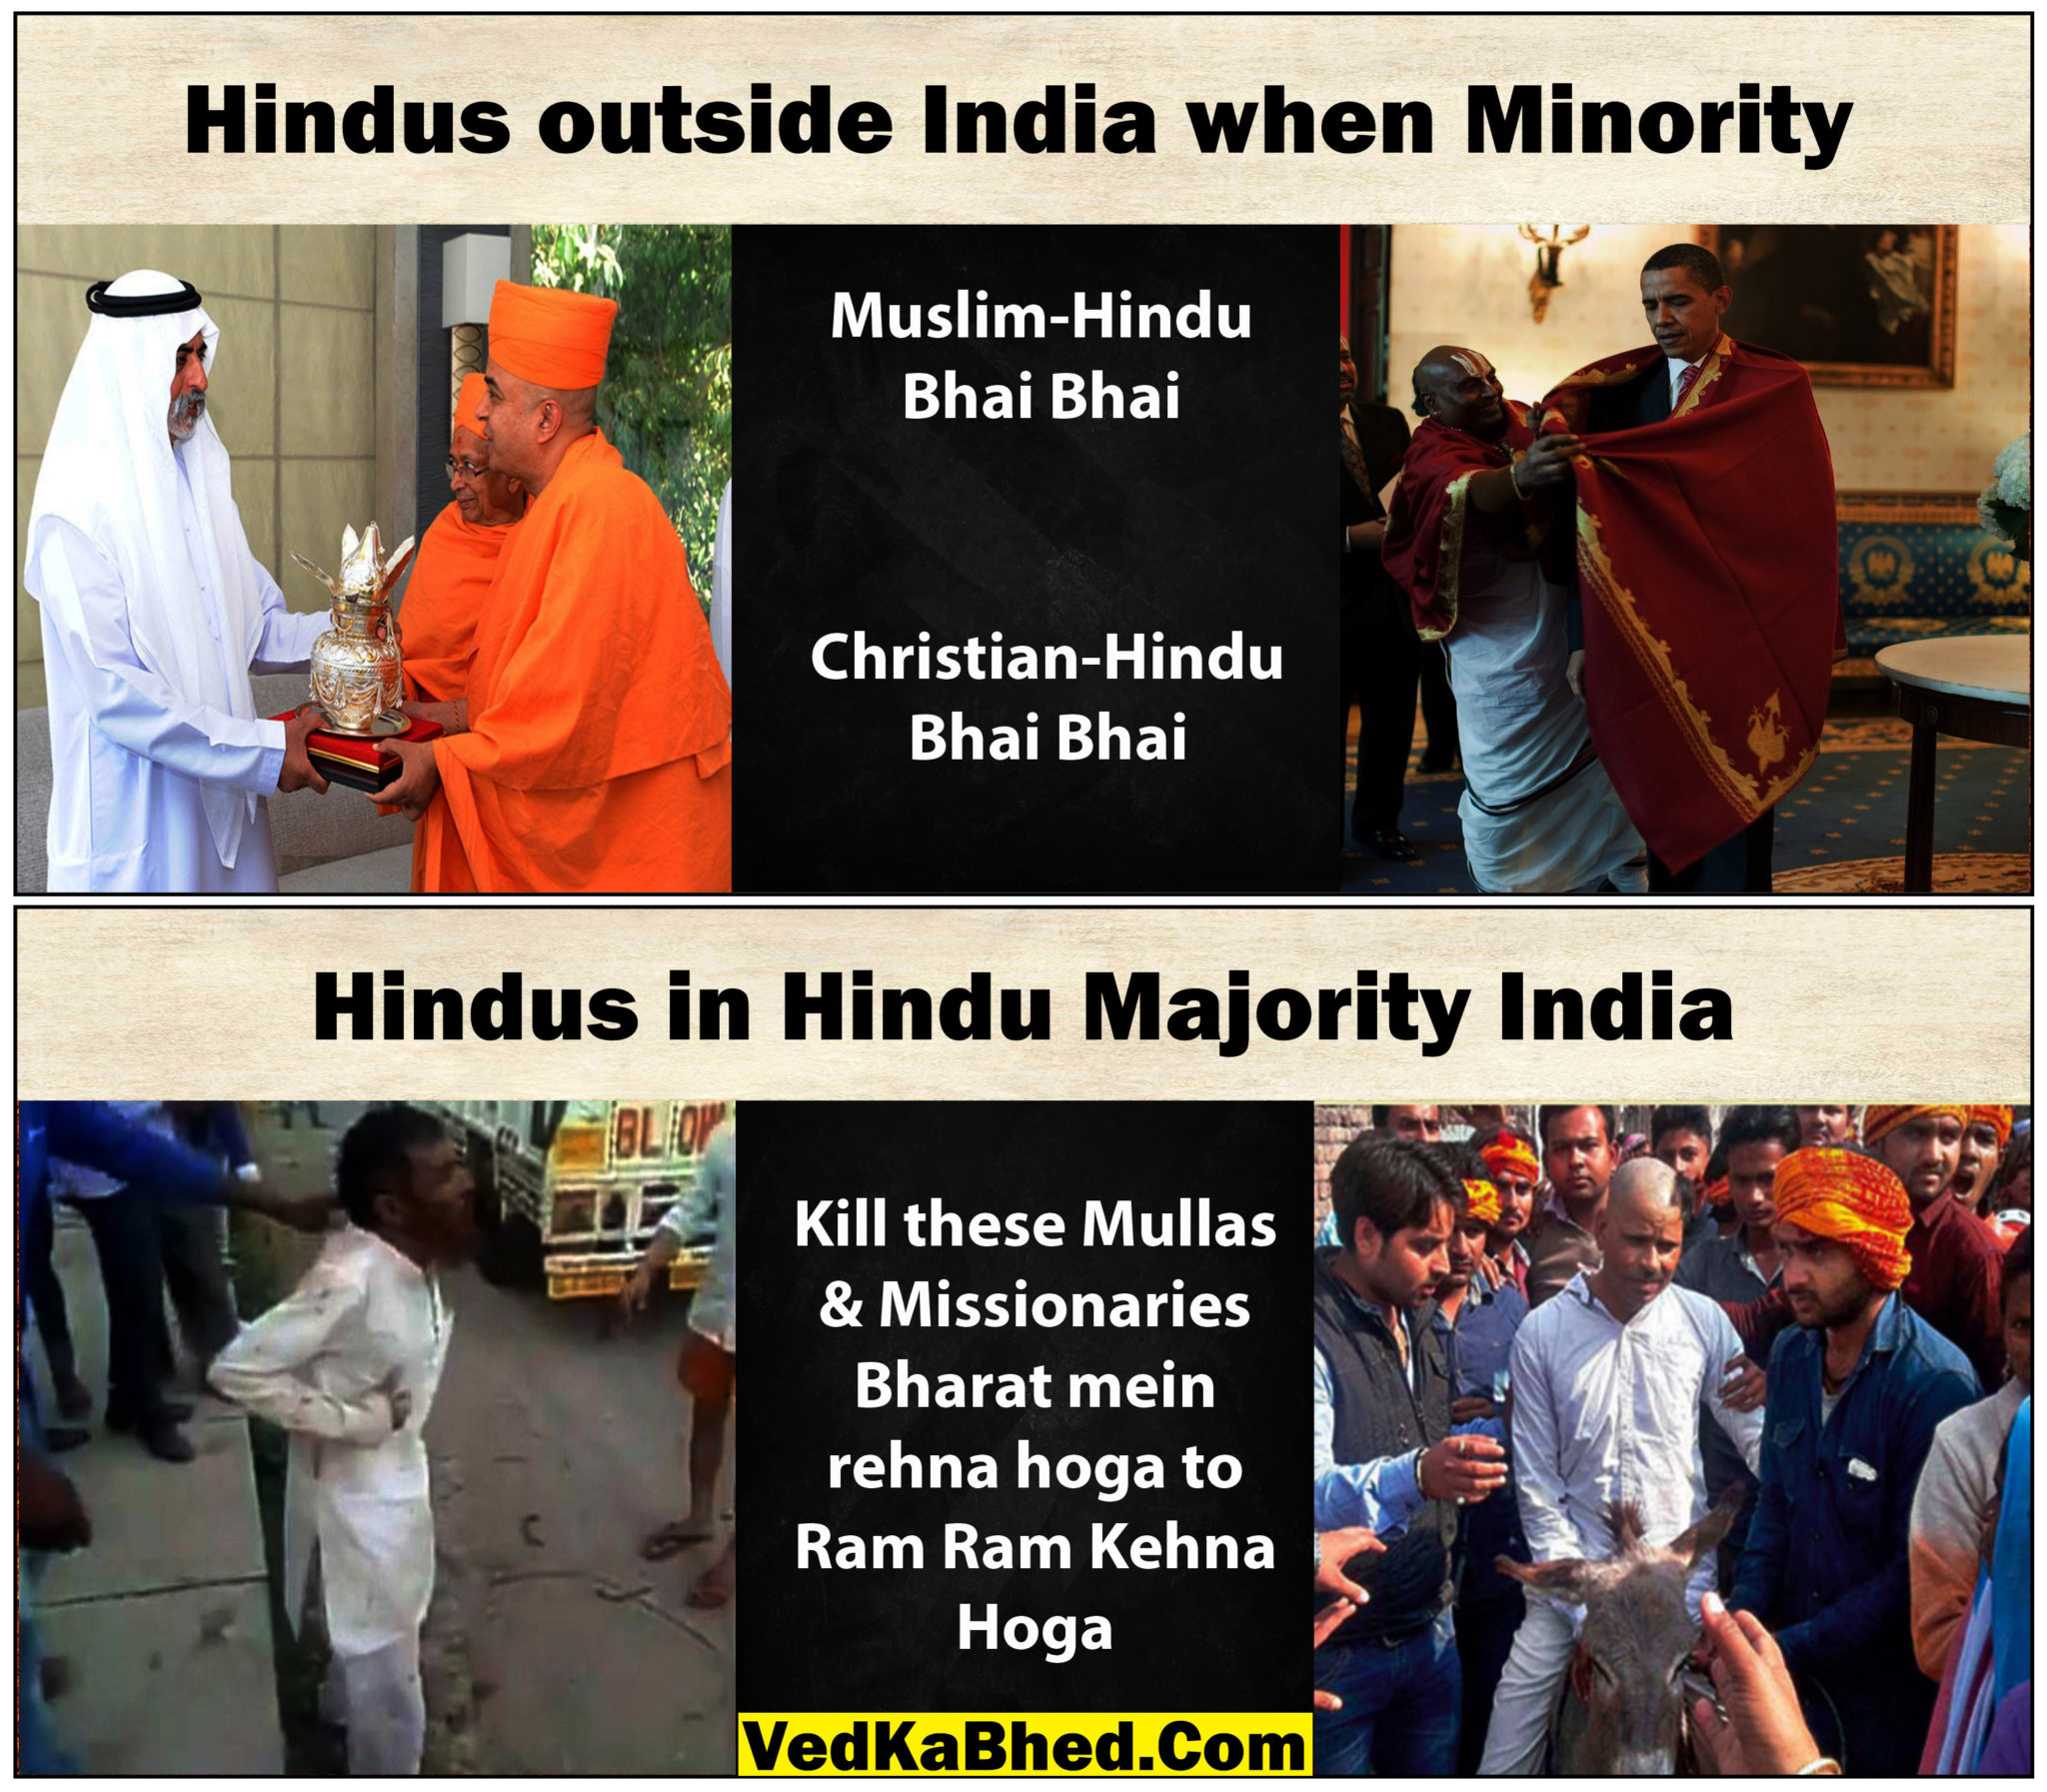 Hindus outside India when Minority
Muslim-Hindu
Bhai Bhai
Christian-Hindu
Bhai Bhai
Hindus in Hindu Majority India
BLOW
Kill these Mullas
& Missionaries
Bharat mein
rehna hoga to
Ram Ram Kehna
Hoga
VedKaBhed.Com